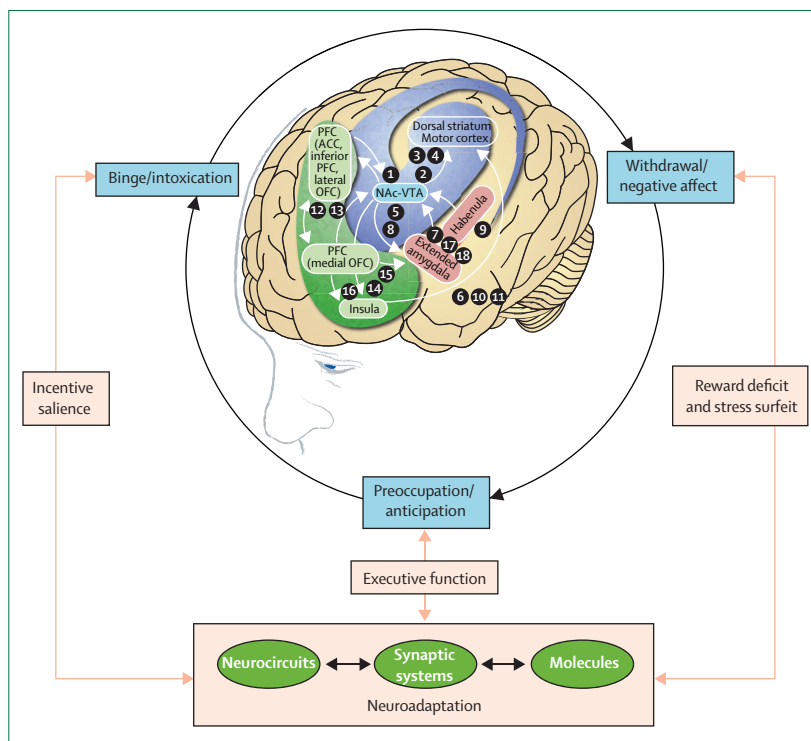 PFC
(ACC,
inferior
PFC,
lateral
OFC)
12 13
Dorsal striatum
Motor cortex
3 4
1 2
NAc-VTA
5
8
Habenula
7
17
18
9
Extended
amygdala
PFC
(medial OFC)
15
16 14
Insula
6 10 11
Binge/intoxication
Withdrawal/
negative affect
Incentive
salience
Reward deficit
and stress surfeit
Preoccupation/
anticipation
Executive function
Neurocircuits
Synaptic
systems
Molecules
Neuroadaptation